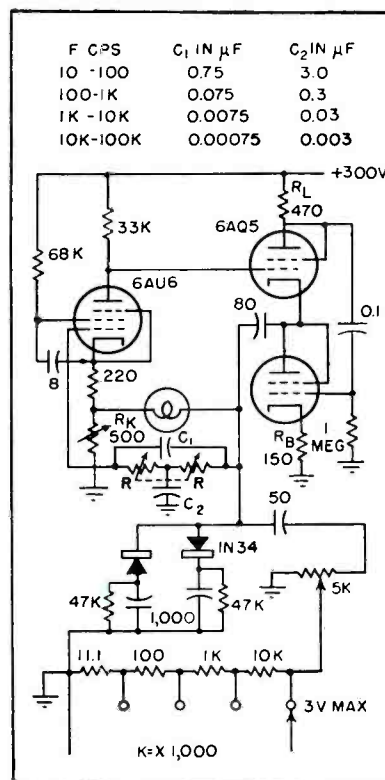 F CPS C₁ IN µF C₂ IN µF
10 -100 0.75 3.0
100-1K 0.075 0.3
1K -10K 0.0075 0.03
10K-100K 0.00075 0.003
+300V
R_L
470
6AQ5
33K
68K
6AU6
80
0.1
8
220
R_K
500
C₁
R R
C₂
R_B
150
1
MEG
50
1N34
5K
47K
1,000
47K
11.1 100 1K 10K
3V MAX
K=X 1,000